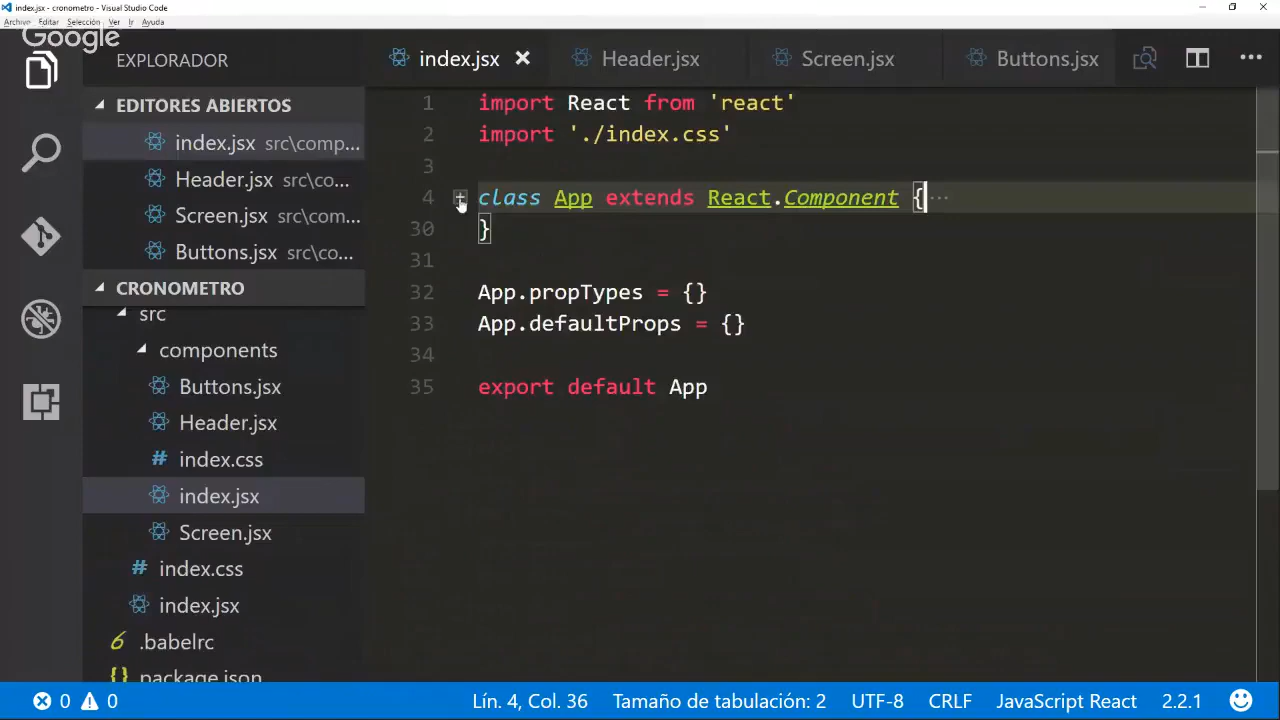 index.jsx - cronometro - Visual Studio Code
Archivo Editar Selección Ver Ir Ayuda
Google
EXPLORADOR
EDITORES ABIERTOS
index.jsx src\comp...
Header.jsx src\co...
Screen.jsx src\co...
Buttons.jsx src\co...
CRONOMETRO
src
components
Buttons.jsx
Header.jsx
# index.css
index.jsx
Screen.jsx
# index.css
index.jsx
.babelrc
{} package.json
index.jsx Header.jsx Screen.jsx Buttons.jsx
1 import React from 'react'
2 import './index.css'
3
4 class App extends React.Component { ...
30 }
31
32 App.propTypes = {}
33 App.defaultProps = {}
34
35 export default App
0 0 Lín. 4, Col. 36 Tamaño de tabulación: 2 UTF-8 CRLF JavaScript React 2.2.1